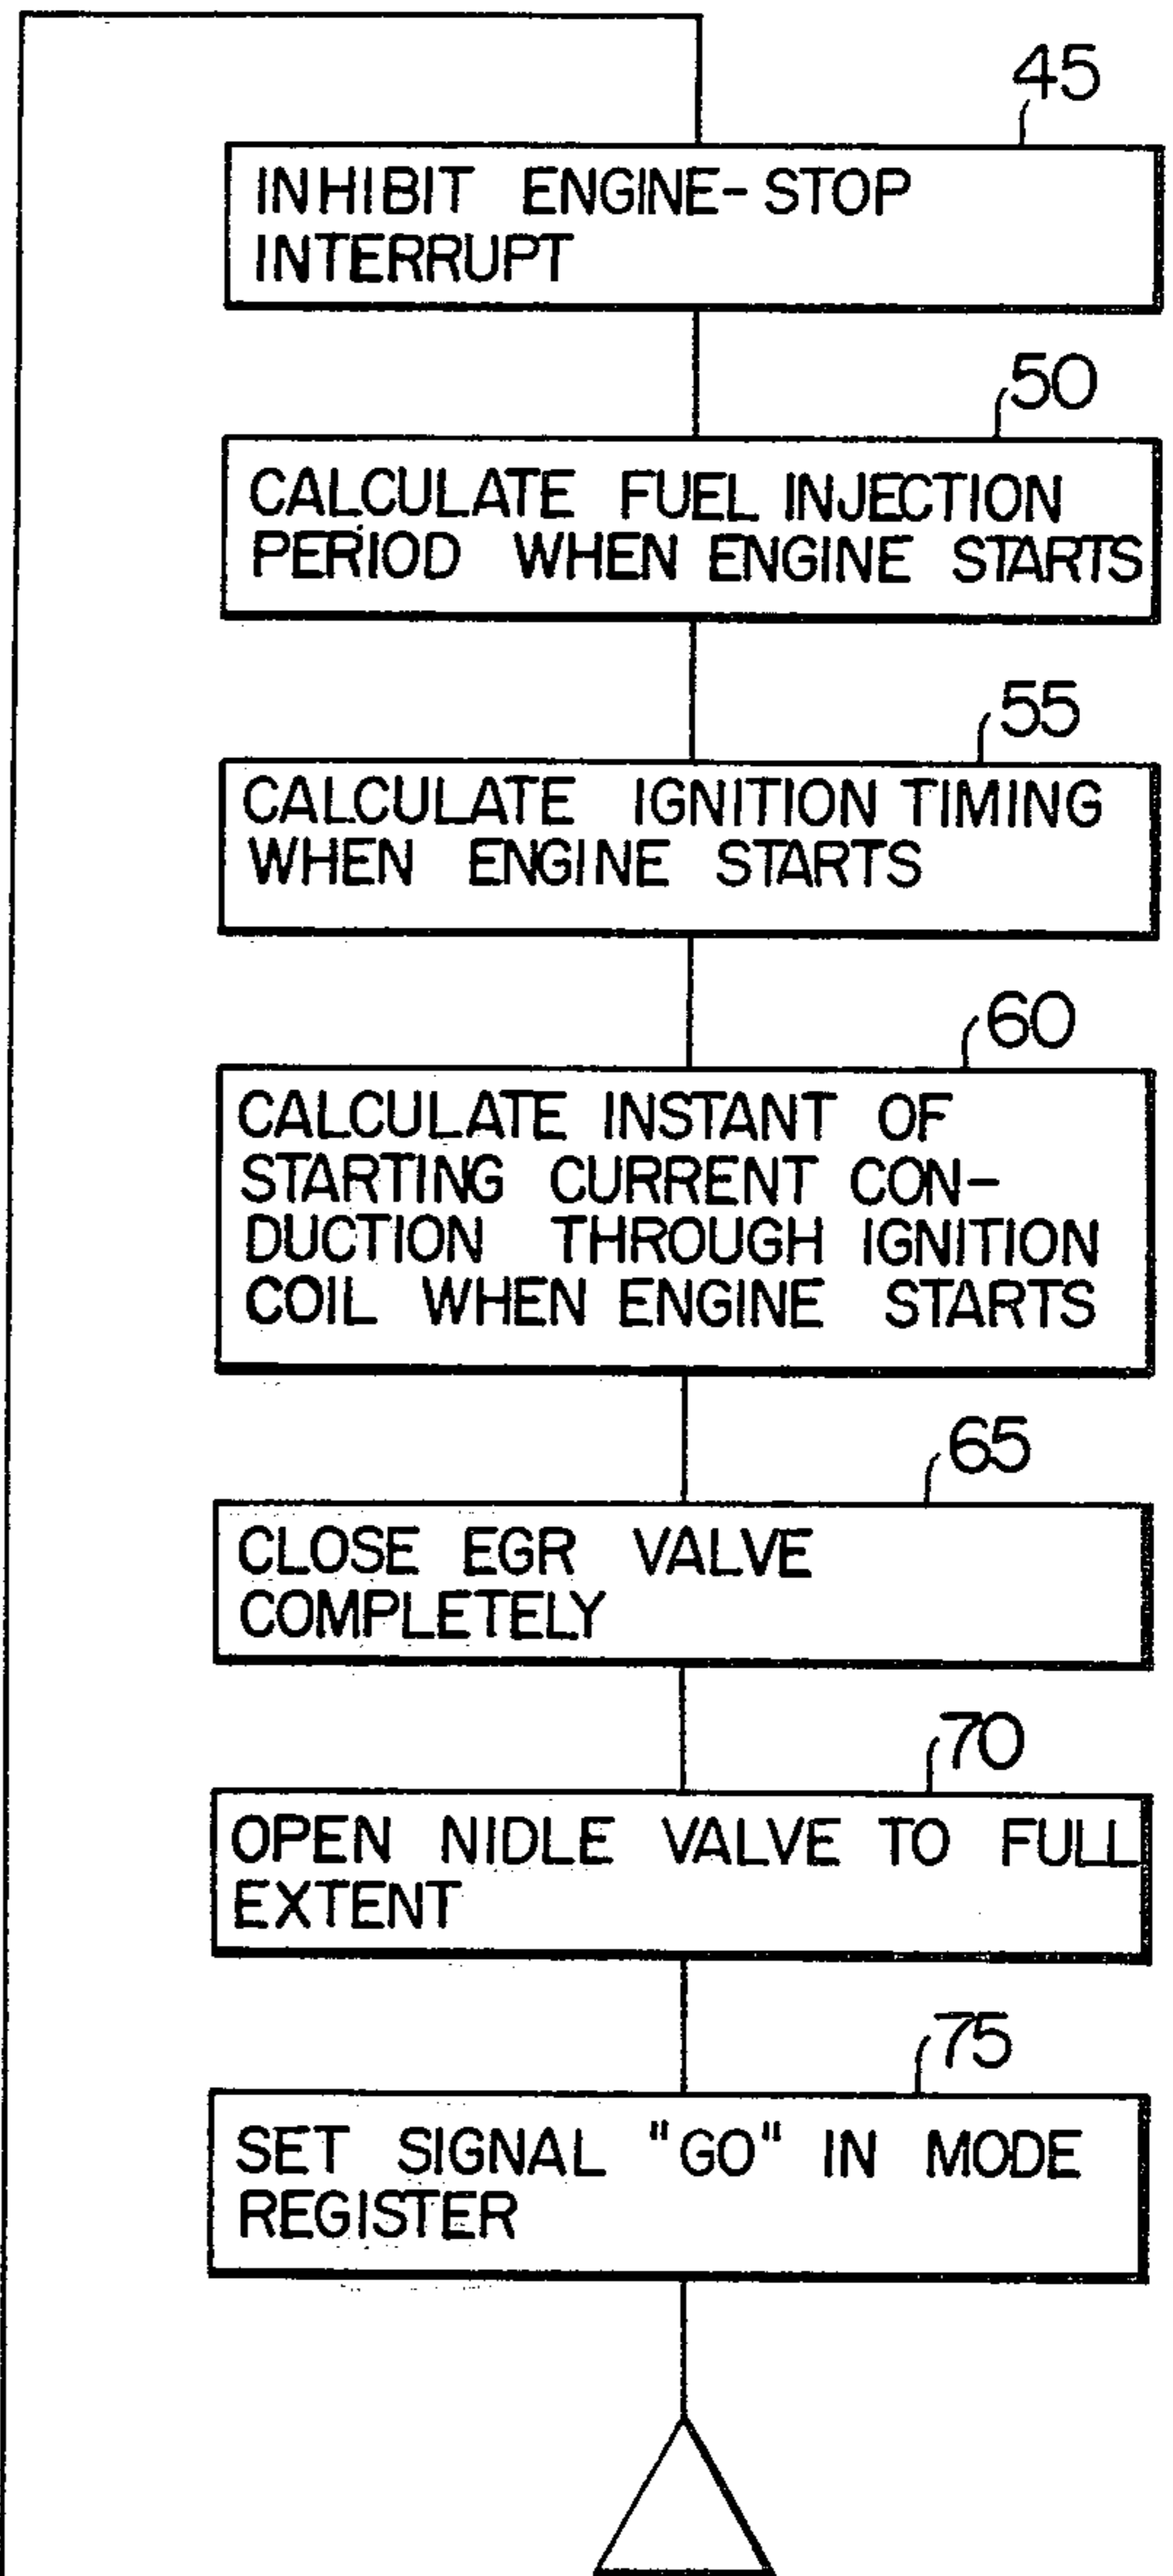 45
INHIBIT ENGINE-STOP
INTERRUPT
50
CALCULATE FUEL INJECTION
PERIOD WHEN ENGINE STARTS
55
CALCULATE IGNITION TIMING
WHEN ENGINE STARTS
60
CALCULATE INSTANT OF
STARTING CURRENT CON-
DUCTION THROUGH IGNITION
COIL WHEN ENGINE STARTS
65
CLOSE EGR VALVE
COMPLETELY
70
OPEN NIDLE VALVE TO FULL
EXTENT
75
SET SIGNAL "GO" IN MODE
REGISTER